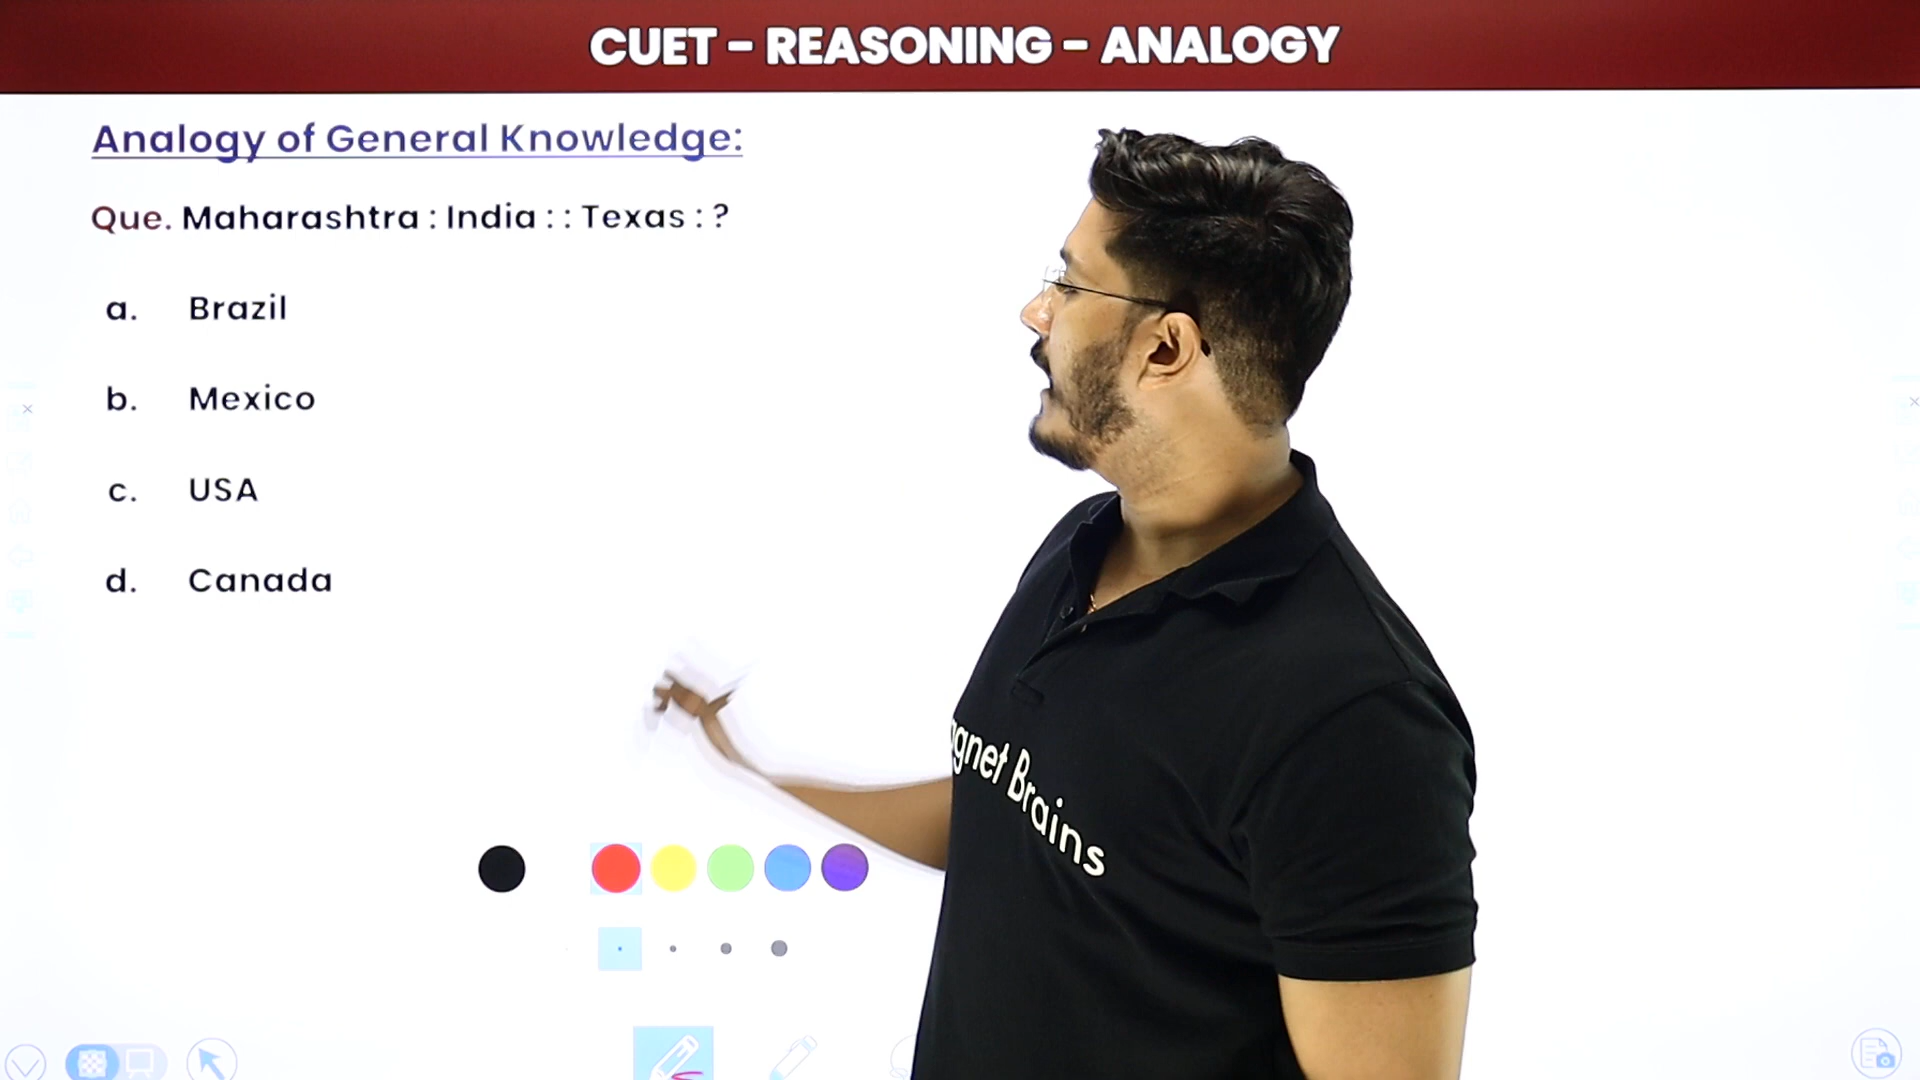 CUET - REASONING - ANALOGY
Analogy of General Knowledge:
Que. Maharashtra : India : : Texas : ?
a. Brazil
b. Mexico
c. USA
d. Canada
gnet Brains